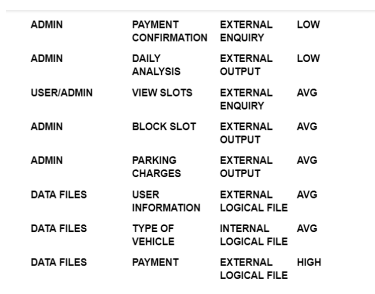 ADMIN PAYMENT EXTERNAL LOW
CONFIRMATION ENQUIRY
ADMIN DAILY EXTERNAL LOW
ANALYSIS OUTPUT
USER/ADMIN VIEW SLOTS EXTERNAL AVG
ENQUIRY
ADMIN BLOCK SLOT EXTERNAL AVG
OUTPUT
ADMIN PARKING EXTERNAL AVG
CHARGES OUTPUT
DATA FILES USER EXTERNAL AVG
INFORMATION LOGICAL FILE
DATA FILES TYPE OF INTERNAL AVG
VEHICLE LOGICAL FILE
DATA FILES PAYMENT EXTERNAL HIGH
LOGICAL FILE